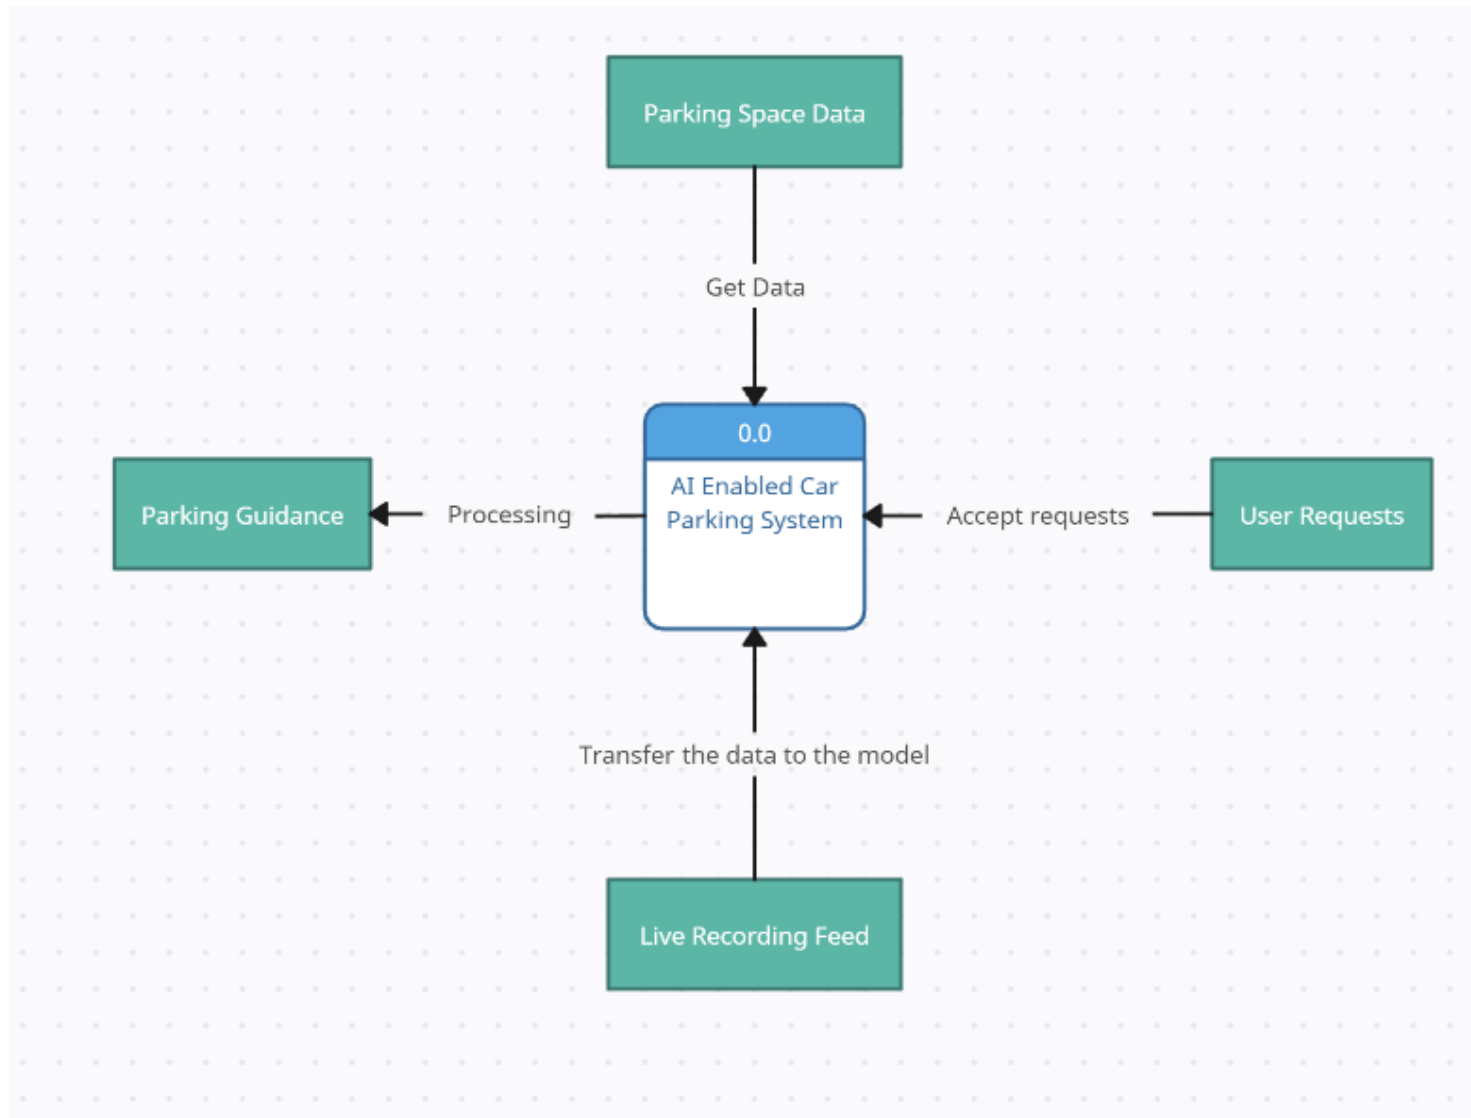 Parking Space Data
Get Data
0.0
AI Enabled Car
Parking System
Parking Guidance
Processing
Accept requests
User Requests
Transfer the data to the model
Live Recording Feed